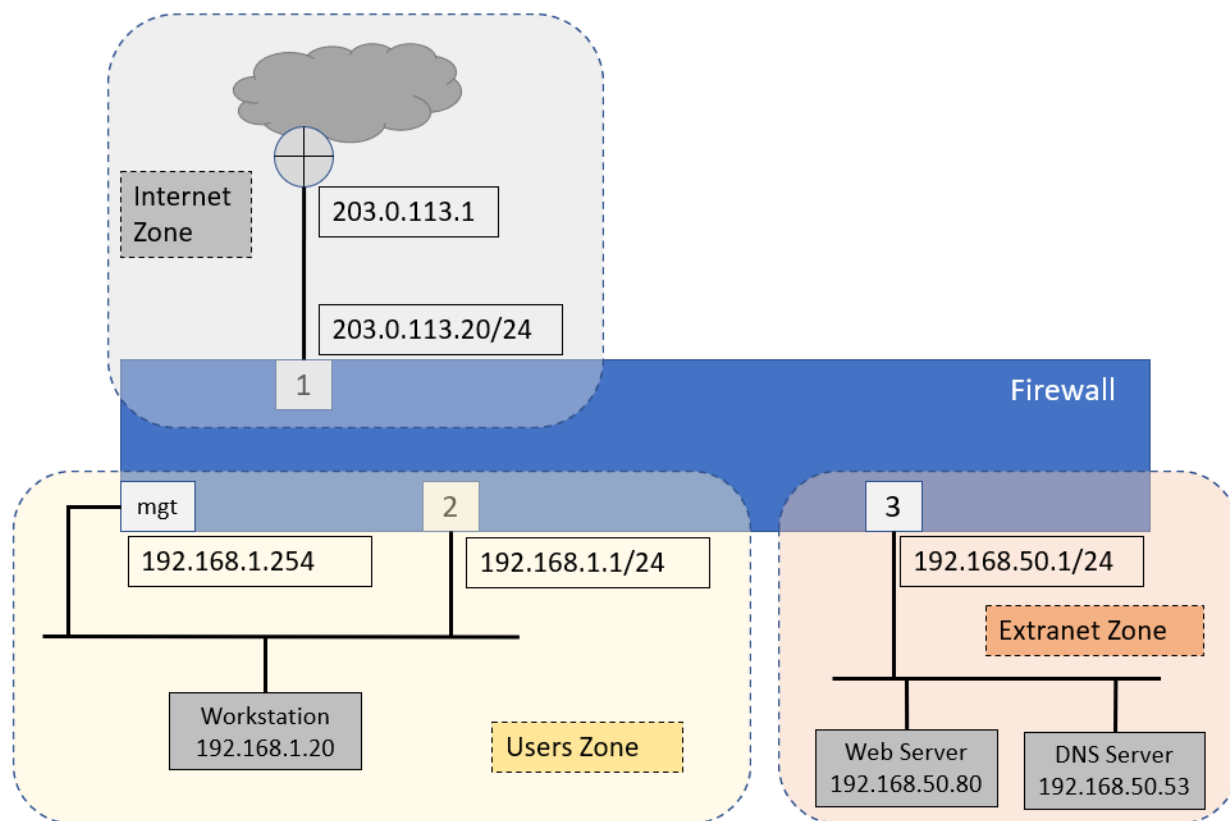 Internet
Zone
203.0.113.1
203.0.113.20/24
1
Firewall
mgt
2
3
192.168.1.254
192.168.1.1/24
192.168.50.1/24
Extranet Zone
Workstation
192.168.1.20
Users Zone
Web Server
192.168.50.80
DNS Server
192.168.50.53